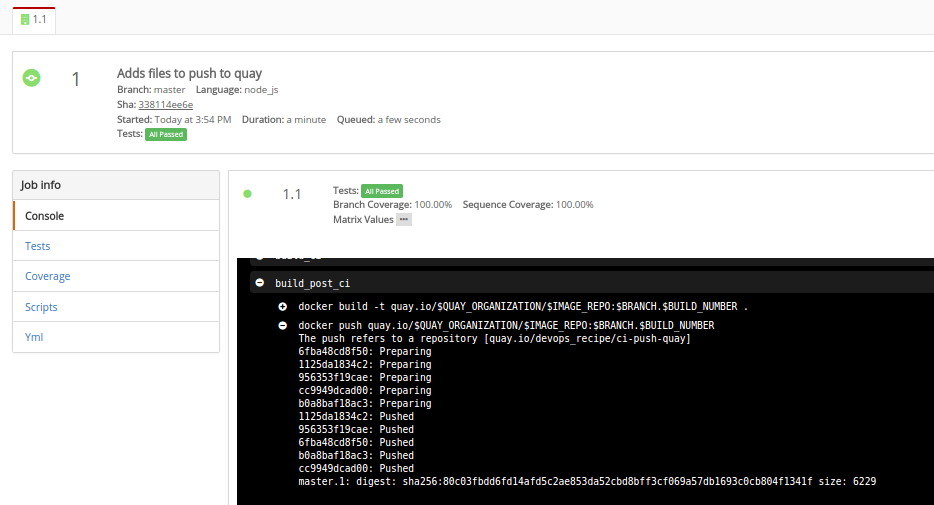 1.1
1
Adds files to push to quay
Branch: master Language: node_js
Sha: 338114ee6e
Started: Today at 3:54 PM Duration: a minute Queued: a few seconds
Tests: All Passed
Job info
Console
Tests
Coverage
Scripts
Yml
1.1
Tests: All Passed
Branch Coverage: 100.00% Sequence Coverage: 100.00%
Matrix Values •••
build_post_ci
docker build -t quay.io/$QUAY_ORGANIZATION/$IMAGE_REPO:$BRANCH.$BUILD_NUMBER .
docker push quay.io/$QUAY_ORGANIZATION/$IMAGE_REPO:$BRANCH.$BUILD_NUMBER
The push refers to a repository [quay.io/devops_recipe/ci-push-quay]
6fba48cd8f50: Preparing
1125da1834c2: Preparing
956353f19cae: Preparing
cc9949dcad00: Preparing
b0a8baf18ac3: Preparing
1125da1834c2: Pushed
956353f19cae: Pushed
6fba48cd8f50: Pushed
b0a8baf18ac3: Pushed
cc9949dcad00: Pushed
master.1: digest: sha256:80c03fbdd6fd14afd5c2ae853da52cbd8bff3cf069a57db1693c0cb804f1341f size: 6229